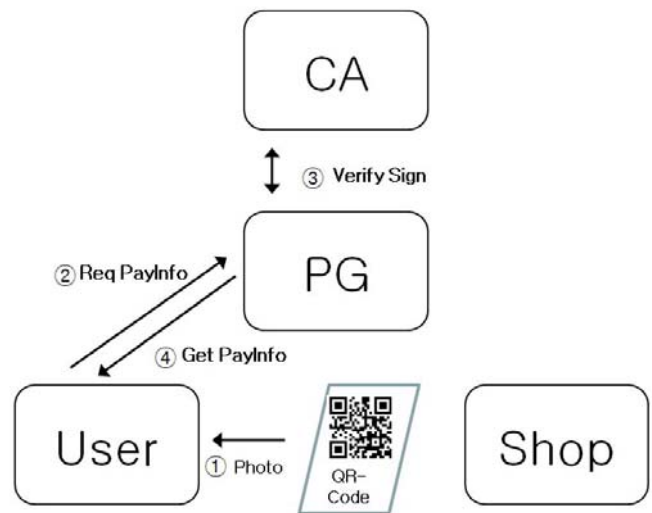 CA
③ Verify Sign
② Req PayInfo
PG
④ Get PayInfo
User
① Photo
QR-
Code
Shop